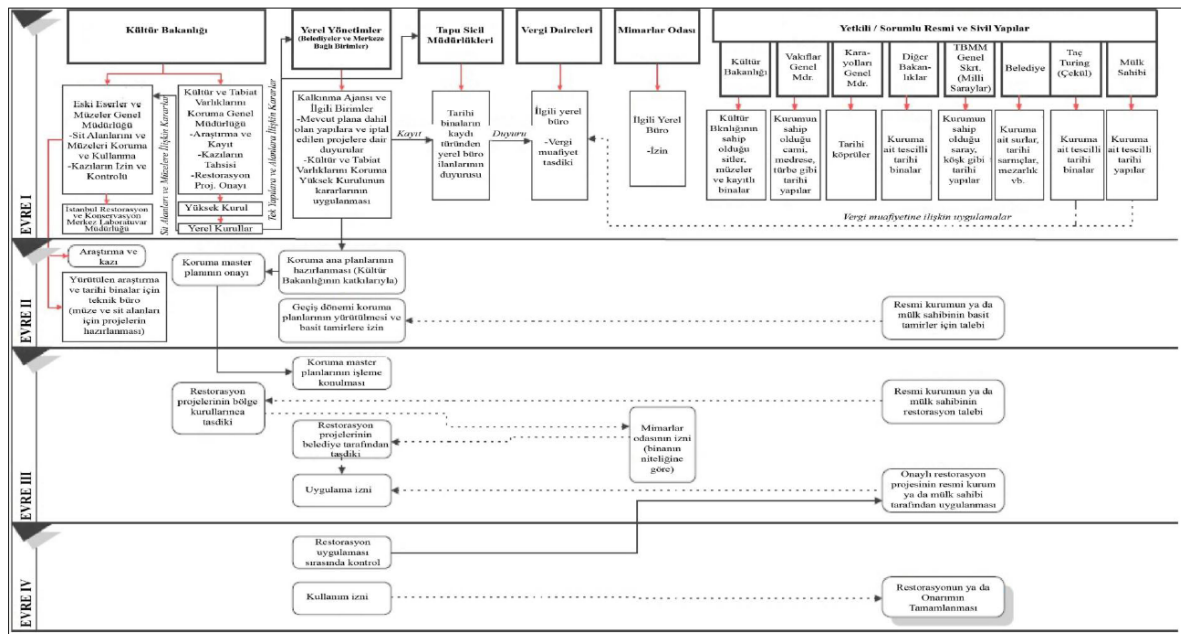 Kültür Bakanlığı
Yerel Yönetimler
(Belediyeler ve Merkeze
Bağlı Birimler)
Tapu Sicil
Müdürlükleri
Vergi Daireleri
Mimarlar Odası
Yetkili / Sorumlu Resmi ve Sivil Yapılar
Kültür
Bakanlığı
Vakıflar
Genel
Mdr.
Kara-
yolları
Genel
Mdr.
Diğer
Bakan-
lıklar
TBMM
Genel
Skrt.
(Milli
Saraylar)
Belediye
Taç
Turing
(Çekül)
Mülk
Sahibi
EVRE I
Eski Eserler ve
Müzeler Genel
Müdürlüğü
-Sit Alanlarını ve
Müzeleri Koruma ve
Kullanma
-Kazıların İzin ve
Kontrolü
İstanbul Restorasyon
ve Konservasyon
Merkez Laboratuvar
Müdürlüğü
Sit Alanları ve Müzelere İlişkin Kararlar
Kültür ve Tabiat
Varlıklarını
Koruma Genel
Müdürlüğü
-Araştırma ve
Kayıt
-Kazıların
Tahsisi
-Restorasyon
Proj. Onayı
Yüksek Kurul
Yerel Kurullar
Tek Yapılara ve Alanlara İlişkin Kararlar
Kalkınma Ajansı ve
İlgili Birimler
-Mevcut plana dahil
olan yapılara ve iptal
edilen projelere dair
duyurular
-Kültür ve Tabiat
Varlıklarını Koruma
Yüksek Kurulunun
kararlarının
uygulanması
Kayıt
Tarihi
binaların
kaydı
türünden
yerel büro
ilanlarının
duyurusu
Duyuru
İlgili yerel
büro
-Vergi
muafiyet
tasdiki
İlgili Yerel
Büro
-İzin
Kültür
Bknlığının
sahip olduğu
sitler,
müzeler ve
kayıtlı
binalar
Kurumun
sahip olduğu
cami,
medrese,
türbe gibi
tarihi yapılar
Tarihi
köprüler
Kuruma ait
tescilli
tarihi
binalar
Kurumun
sahip olduğu
saray,
köşk gibi
tarihi yapılar
Kuruma
ait surlar,
tarihi
sarnıçlar,
mezarlık
vb.
Kuruma
ait tescilli
tarihi
binalar
Kuruma
ait tescilli
tarihi
yapılar
Vergi muafiyetine ilişkin uygulamalar
EVRE II
Araştırma ve
kazı
Yürütülen araştırma
ve tarihi binalar için
teknik büro
(müze ve sit alanları
için projelerin
hazırlanması)
Koruma master
planının onayı
Koruma ana planlarının
hazırlanması (Kültür
Bakanlığının katkılarıyla)
Geçiş dönemi koruma
planlarının yürütülmesi ve
basit tamirlere izin
Resmi kurumun ya da
mülk sahibinin basit
tamirler için talebi
EVRE III
Koruma master
planlarının işleme
konulması
Restorasyon
projelerinin bölge
kurullarınca
tasdiki
Resmi kurumun ya da
mülk sahibinin
restorasyon talebi
Restorasyon
projelerinin
belediye
tarafından
taşdiki
Mimarlar
odasının izni
(binanın
niteliğine
göre)
Uygulama izni
Onaylı restorasyon
projesinin resmi kurum
ya da mülk sahibi
tarafından uygulanması
EVRE IV
Restorasyon
uygulaması
sırasında kontrol
Kullanım izni
Restorasyonun ya da
Onarımın
Tamamlanması